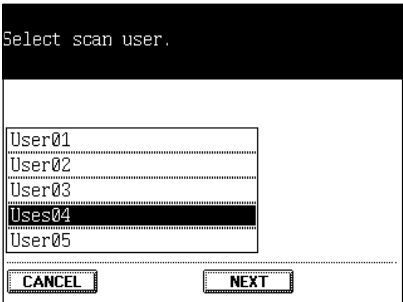 Select scan user.
User01
User02
User03
Uses04
User05
CANCEL NEXT